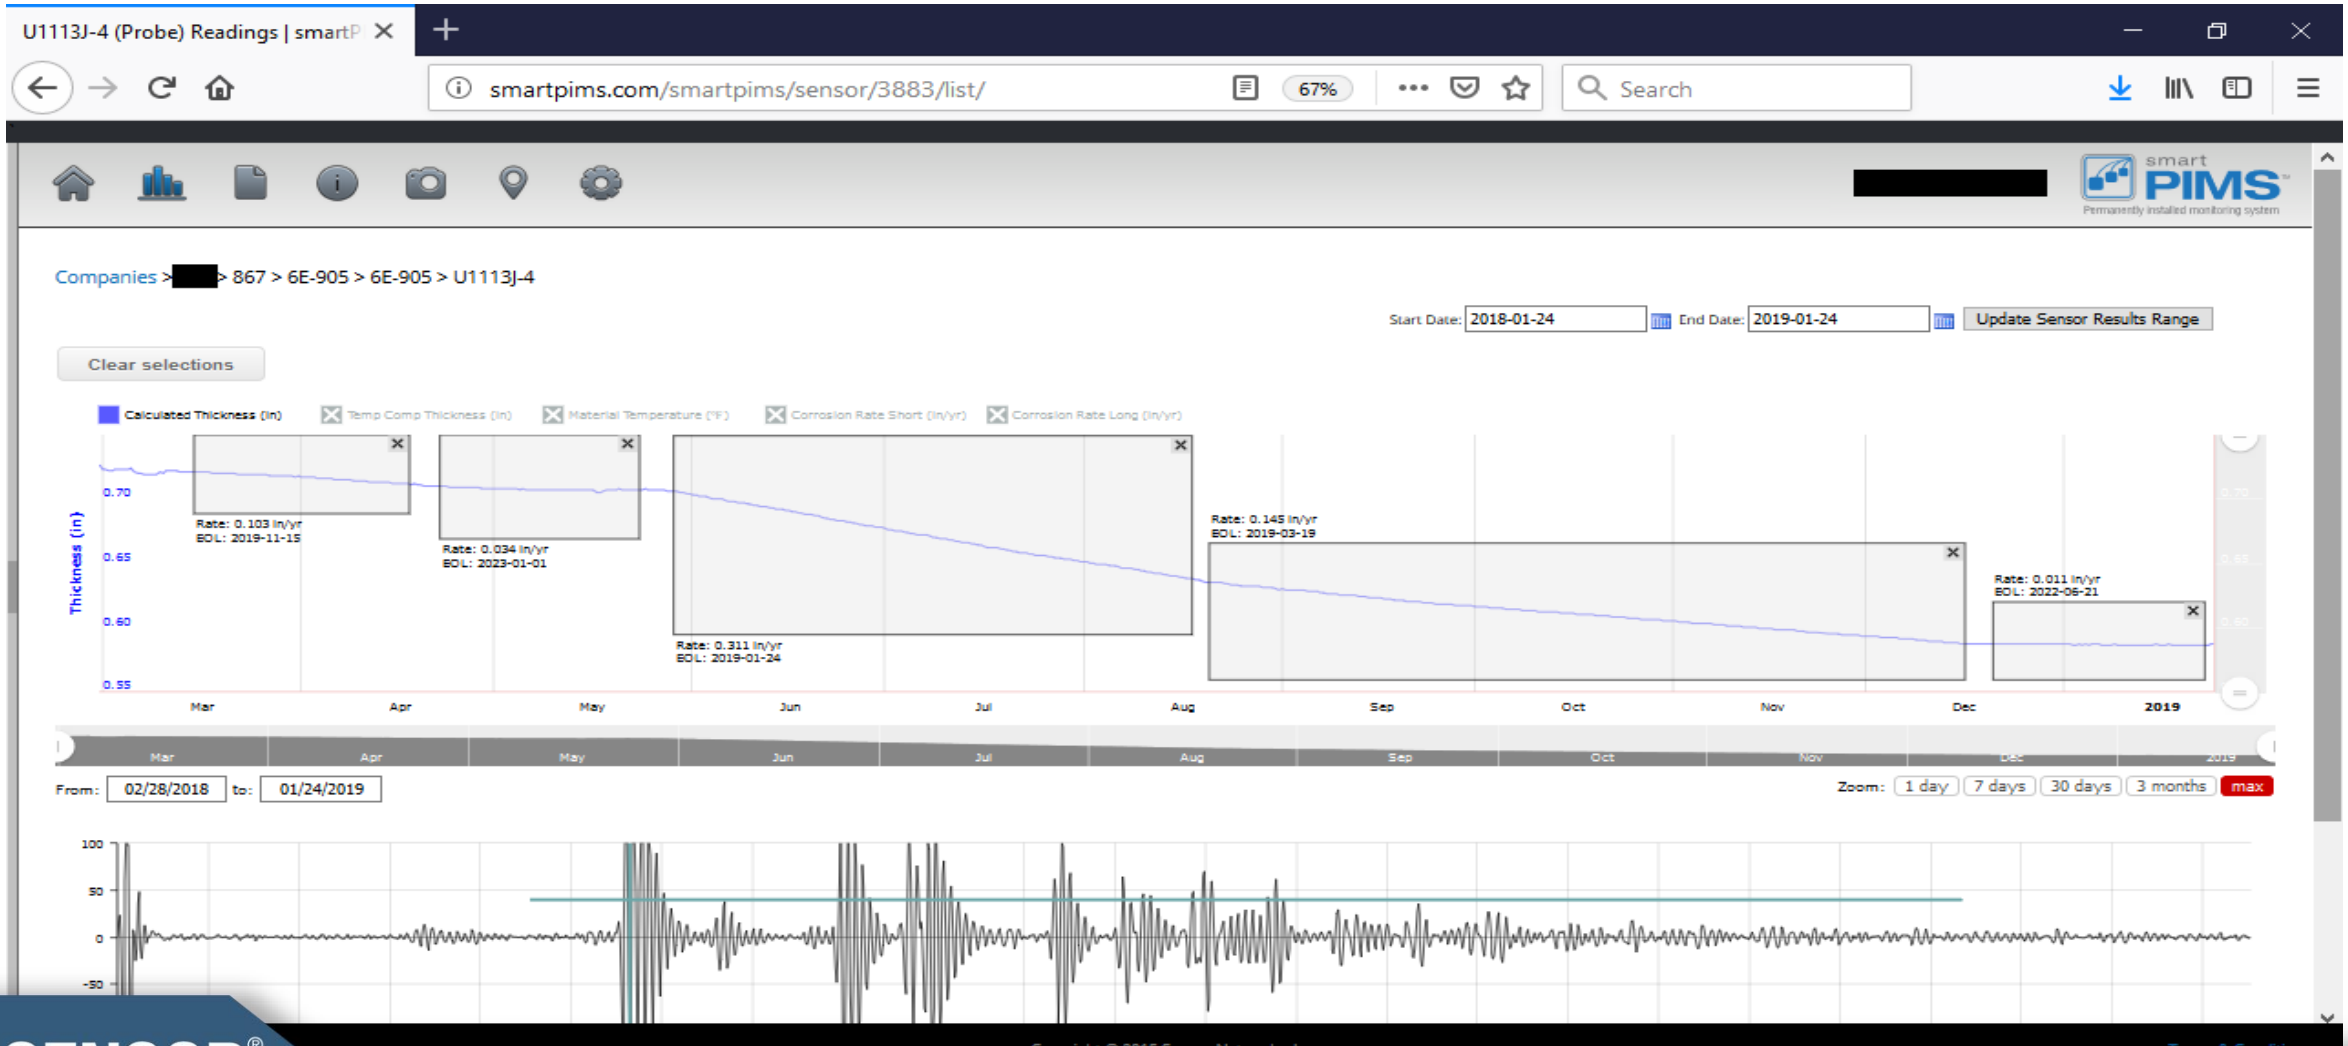 U1113J-4 (Probe) Readings | smartP
smartpims.com/smartpims/sensor/3883/list/
67%
Search
smart
PIMS
Permanently installed monitoring system
Companies > > 867 > 6E-905 > 6E-905 > U1113J-4
Start Date: 2018-01-24 End Date: 2019-01-24 Update Sensor Results Range
Clear selections
Calculated Thickness (in) Temp Comp Thickness (in) Material Temperature (°F) Corrosion Rate Short (in/yr) Corrosion Rate Long (in/yr)
Thickness (in)
0.70
0.65
0.60
0.55
0.70
0.65
0.60
Rate: 0.103 in/yr
EOL: 2019-11-15
Rate: 0.034 in/yr
EOL: 2023-01-01
Rate: 0.311 in/yr
EOL: 2019-01-24
Rate: 0.145 in/yr
EOL: 2019-03-19
Rate: 0.011 in/yr
EOL: 2022-06-21
Mar Apr May Jun Jul Aug Sep Oct Nov Dec 2019
Mar Apr May Jun Jul Aug Sep Oct Nov Dec 2019
From: 02/28/2018 to: 01/24/2019
Zoom: 1 day 7 days 30 days 3 months max
100
50
0
-50